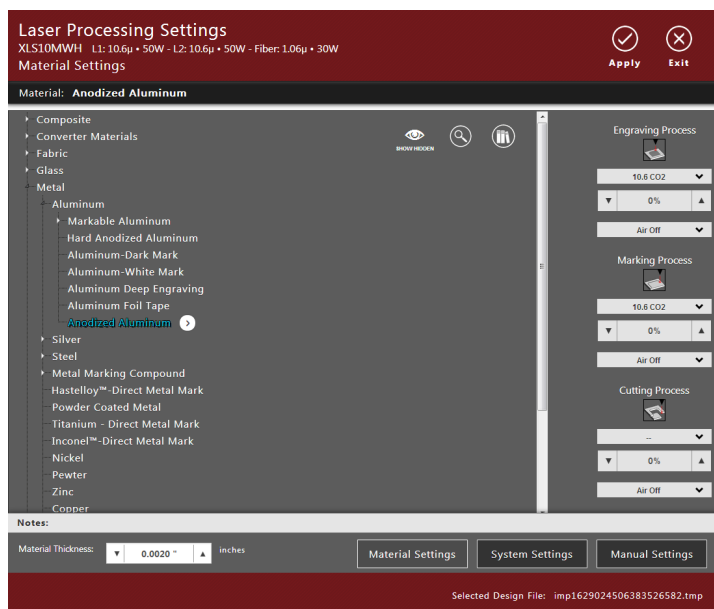 Laser Processing Settings
XLS10MWH L1: 10.6µ • 50W - L2: 10.6µ • 50W - Fiber: 1.06µ • 30W
Material Settings
Apply Exit
Material: Anodized Aluminum
Composite
Converter Materials
Fabric
Glass
Metal
Aluminum
Markable Aluminum
Hard Anodized Aluminum
Aluminum-Dark Mark
Aluminum-White Mark
Aluminum Deep Engraving
Aluminum Foil Tape
Anodized Aluminum
Silver
Steel
Metal Marking Compound
Hastelloy™-Direct Metal Mark
Powder Coated Metal
Titanium - Direct Metal Mark
Inconel™-Direct Metal Mark
Nickel
Pewter
Zinc
Copper
SHOW HIDDEN
Engraving Process
10.6 CO2
0%
Air Off
Marking Process
10.6 CO2
0%
Air Off
Cutting Process
--
0%
Air Off
Notes:
Material Thickness: 0.0020 " inches
Material Settings System Settings Manual Settings
Selected Design File: imp1629024506383526582.tmp